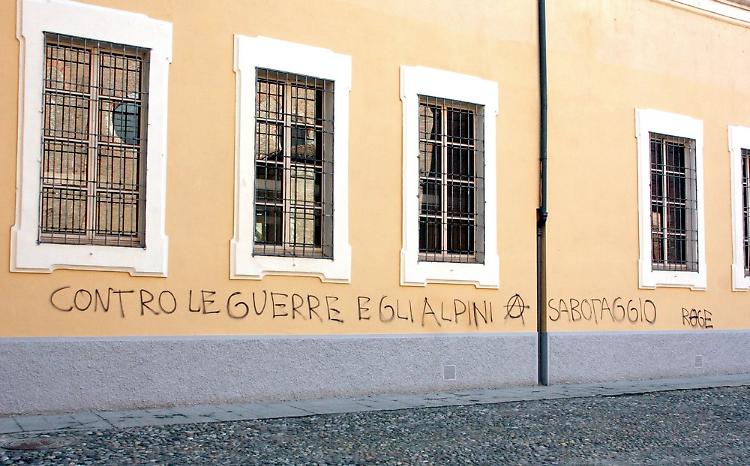 CONTRO LE GUERRE E GLI ALPINI Ⓐ SABOTAGGIO RAGE